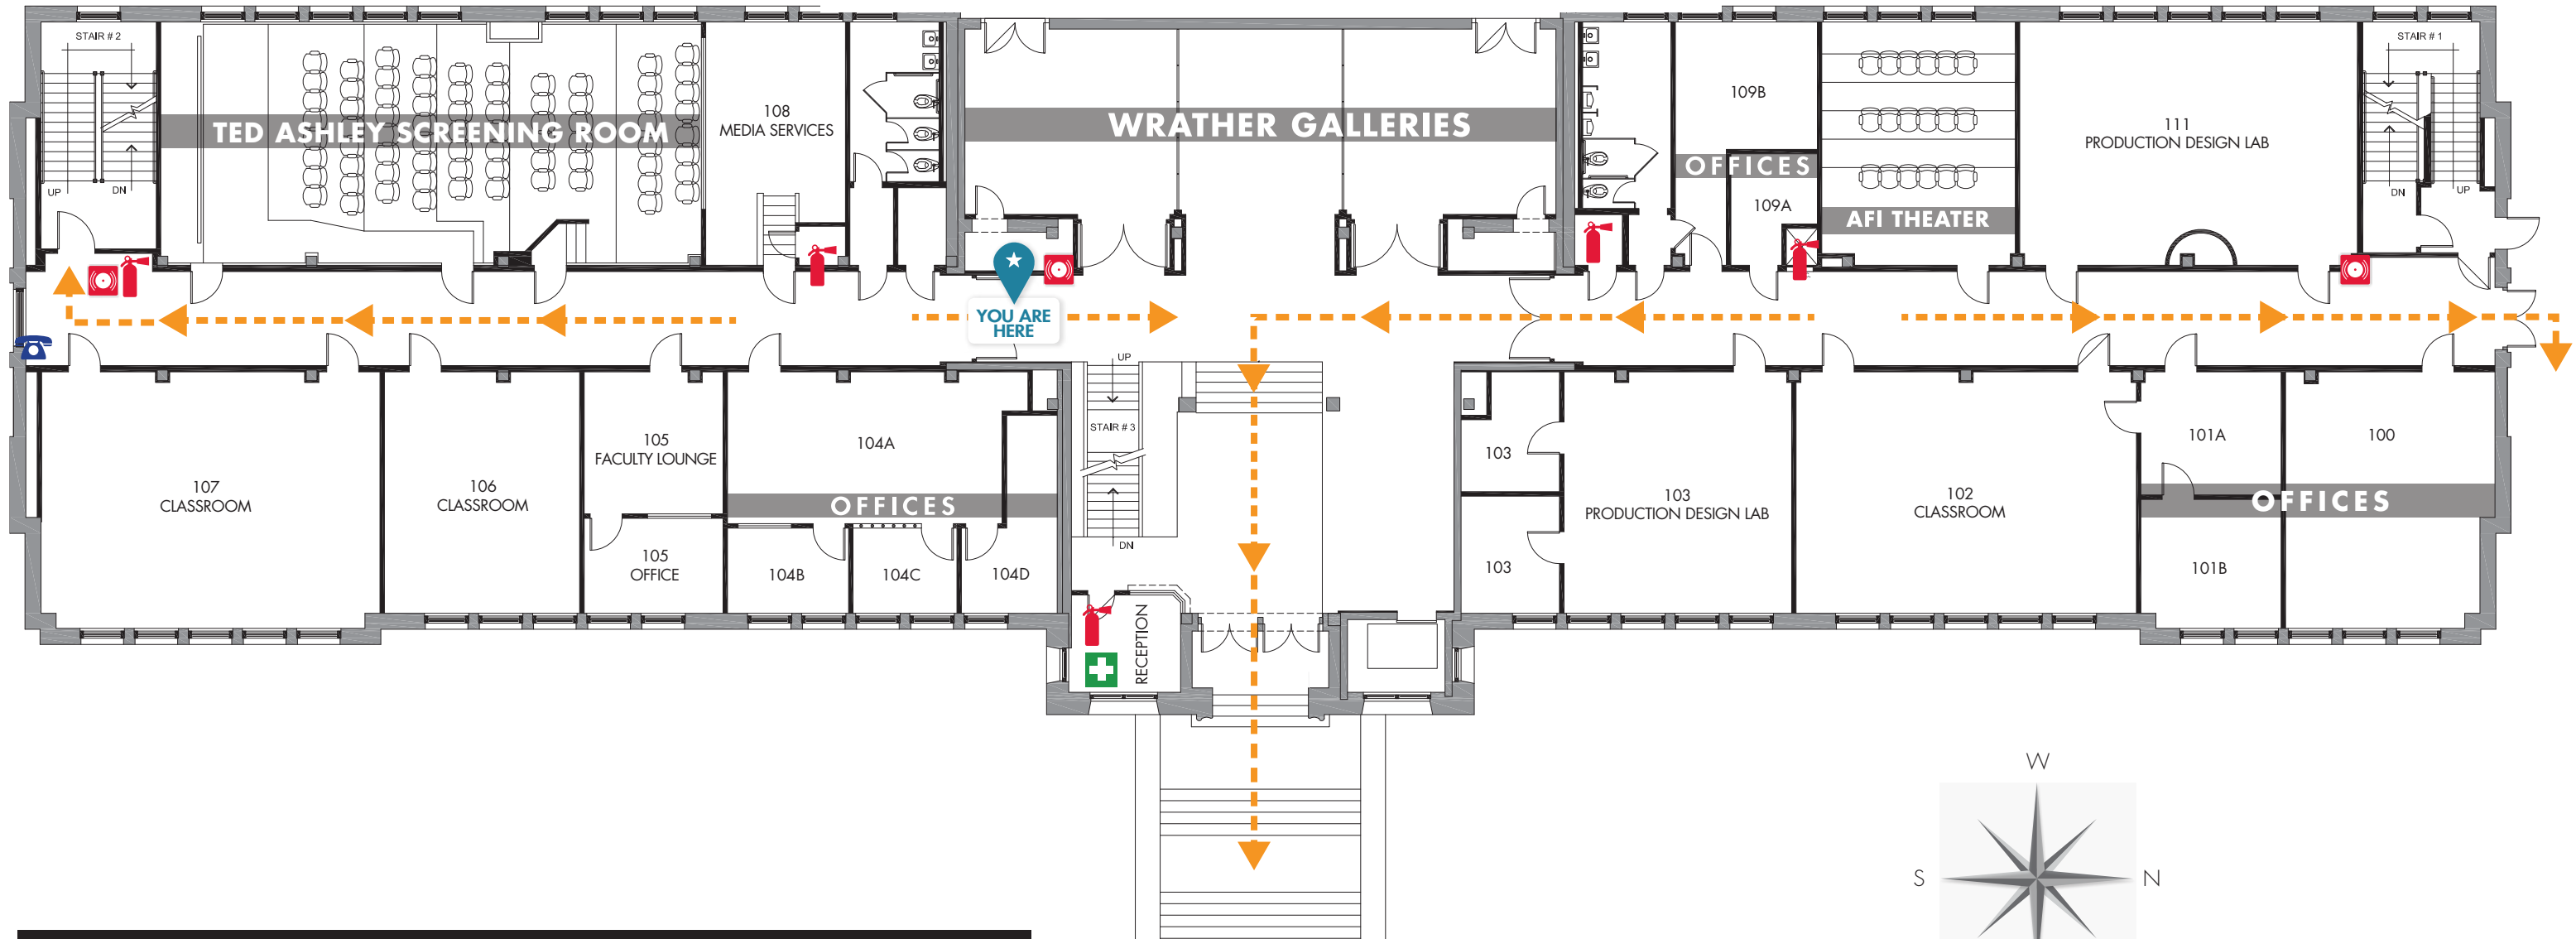 STAIR # 2
UP
DN
TED ASHLEY SCREENING ROOM
108
MEDIA SERVICES
WRATHER GALLERIES
109B
OFFICES
109A
AFI THEATER
111
PRODUCTION DESIGN LAB
STAIR # 1
DN
UP
YOU ARE
HERE
107
CLASSROOM
106
CLASSROOM
105
FACULTY LOUNGE
105
OFFICE
104A
OFFICES
104B
104C
104D
UP
STAIR # 3
DN
RECEPTION
103
103
103
PRODUCTION DESIGN LAB
102
CLASSROOM
101A
100
OFFICES
101B
W
S
N